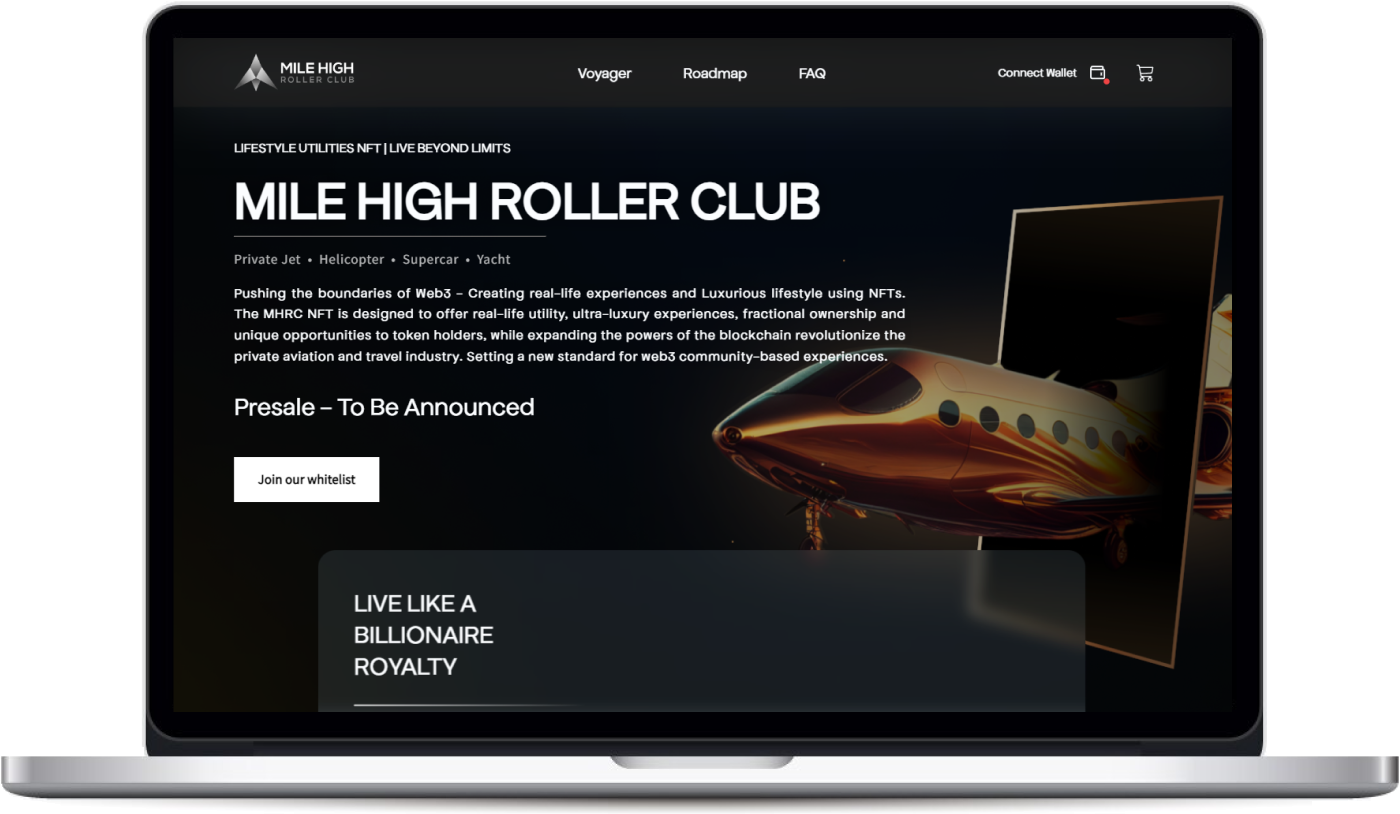 MILE HIGH
ROLLER CLUB
Voyager
Roadmap
FAQ
Connect Wallet
LIFESTYLE UTILITIES NFT | LIVE BEYOND LIMITS
MILE HIGH ROLLER CLUB
Private Jet • Helicopter • Supercar • Yacht
Pushing the boundaries of Web3 – Creating real-life experiences and Luxurious lifestyle using NFTs.
The MHRC NFT is designed to offer real-life utility, ultra-luxury experiences, fractional ownership and
unique opportunities to token holders, while expanding the powers of the blockchain revolutionize the
private aviation and travel industry. Setting a new standard for web3 community-based experiences.
Presale – To Be Announced
Join our whitelist
LIVE LIKE A
BILLIONAIRE
ROYALTY